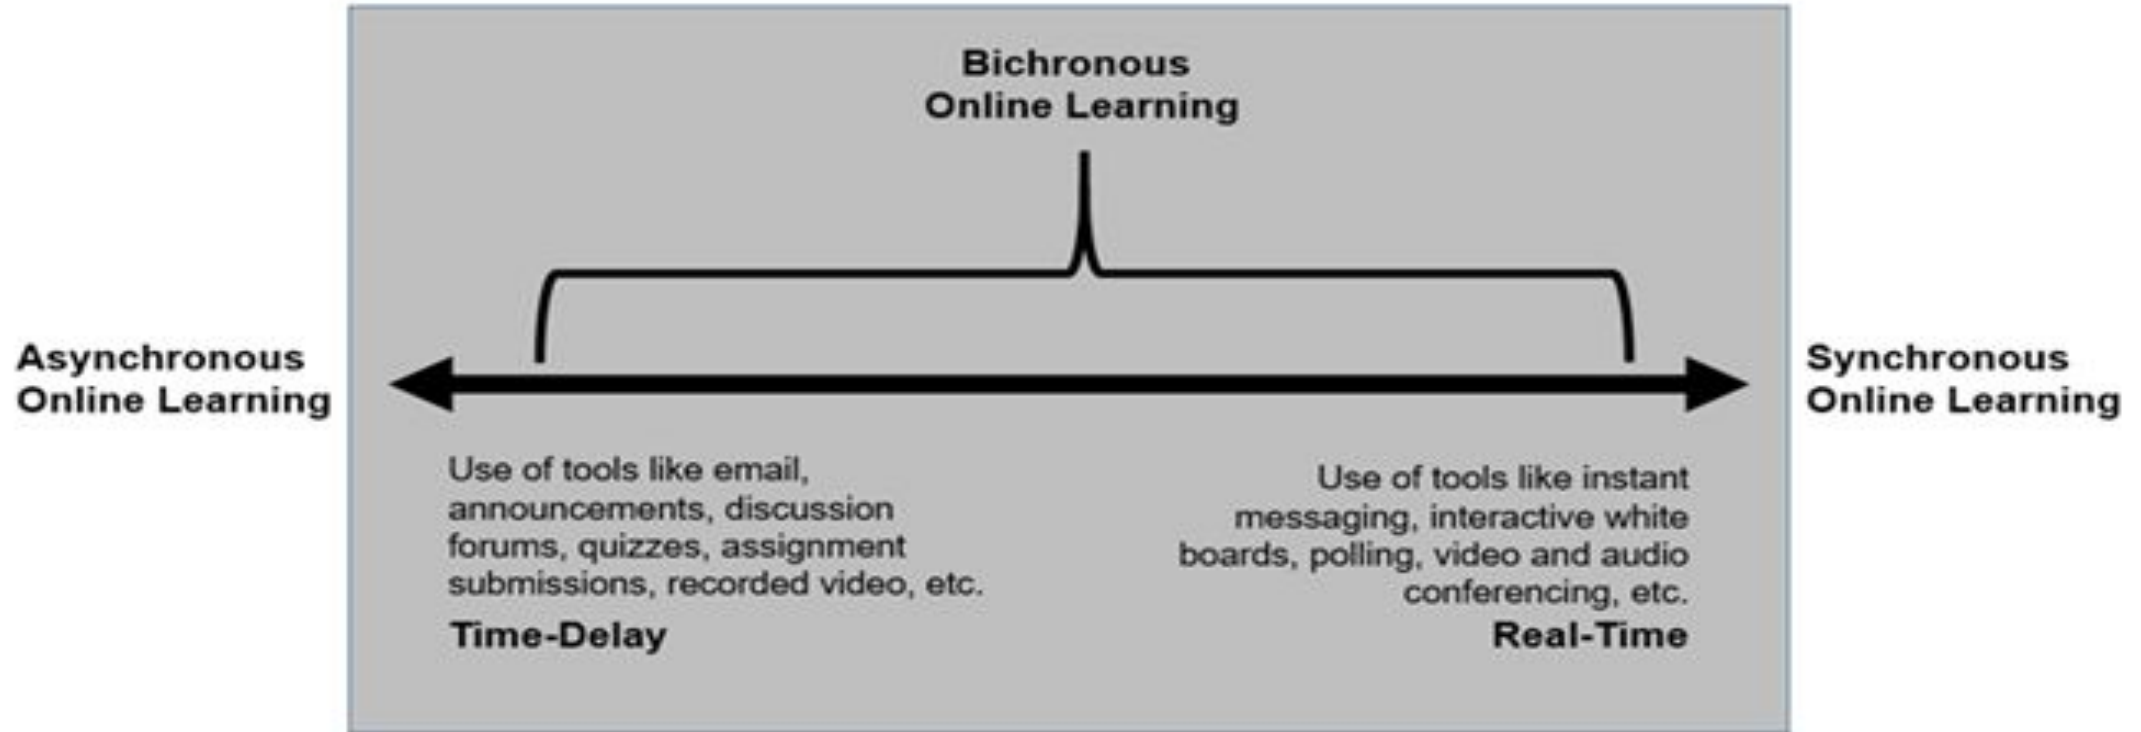 Bichronous
Online Learning
Asynchronous
Online Learning
Synchronous
Online Learning
Use of tools like email,
announcements, discussion
forums, quizzes, assignment
submissions, recorded video, etc.
Time-Delay
Use of tools like instant
messaging, interactive white
boards, polling, video and audio
conferencing, etc.
Real-Time